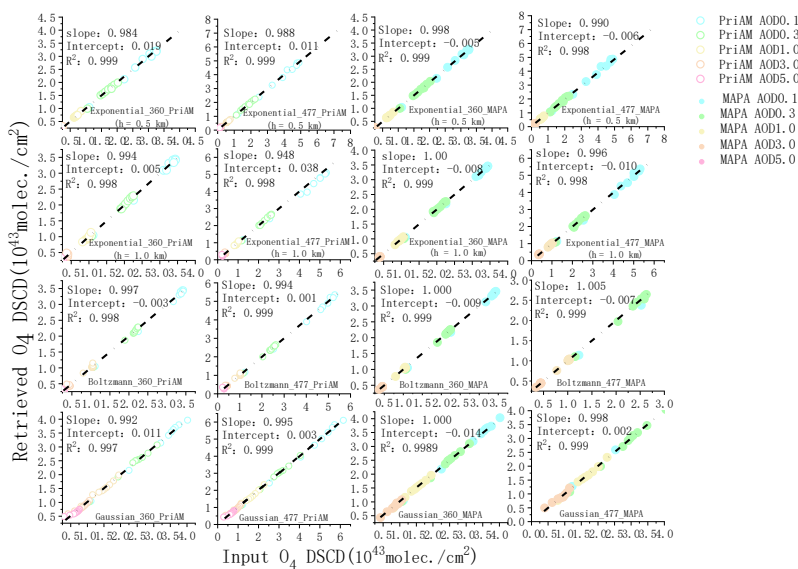 slope: 0.984
Intercept: 0.019
R²: 0.999
Exponential_360_PriAM
(h = 0.5 km)
slope: 0.988
Intercept: 0.011
R²: 0.999
Exponential_477_PriAM
(h = 0.5 km)
slope: 0.998
Intercept: −0.005
R²: 0.999
Exponential_360_MAPA
(h = 0.5 km)
slope: 0.990
Intercept: −0.006
R²: 0.998
Exponential_477_MAPA
(h = 0.5 km)
PriAM AOD0.1
PriAM AOD0.3
PriAM AOD1.0
PriAM AOD3.0
PriAM AOD5.0
MAPA AOD0.1
MAPA AOD0.3
MAPA AOD1.0
MAPA AOD3.0
MAPA AOD5.0
slope: 0.994
Intercept: 0.005
R²: 0.998
Exponential_360_PriAM
(h = 1.0 km)
slope: 0.948
Intercept: 0.038
R²: 0.998
Exponential_477_PriAM
(h = 1.0 km)
slope: 1.00
Intercept: −0.008
R²: 0.999
Exponential_360_MAPA
(h = 1.0 km)
slope: 0.996
Intercept: −0.010
R²: 0.998
Exponential_477_MAPA
(h = 1.0 km)
Slope: 0.997
Intercept: −0.003
R²: 0.998
Boltzmann_360_PriAM
Slope: 0.994
Intercept: 0.001
R²: 0.999
Boltzmann_477_PriAM
Slope: 1.000
Intercept: −0.009
R²: 0.999
Boltzmann_360_MAPA
Slope: 1.005
Intercept: −0.007
R²: 0.999
Boltzmann_477_MAPA
Slope: 0.992
Intercept: 0.011
R²: 0.997
Gaussian_360_PriAM
Slope: 0.995
Intercept: 0.003
R²: 0.999
Gaussian_477_PriAM
Slope: 1.000
Intercept: −0.014
R²: 0.9989
Gaussian_360_MAPA
Slope: 0.998
Intercept: 0.002
R²: 0.999
Gaussian_477_MAPA
Retrieved O₄ DSCD(10⁴³molec./cm²)
Input O₄ DSCD(10⁴³molec./cm²)